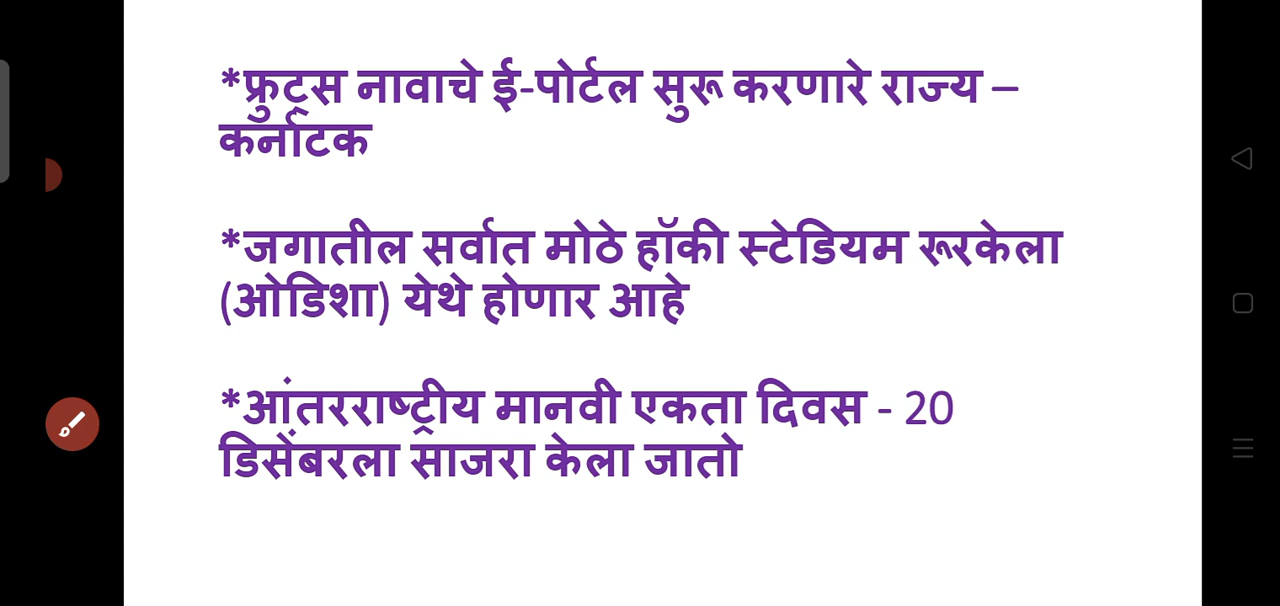 *फ्रुट्स नावाचे ई-पोर्टल सुरू करणारे राज्य –
कर्नाटक
*जगातील सर्वात मोठे हॉकी स्टेडियम रूरकेला
(ओडिशा) येथे होणार आहे
*आंतरराष्ट्रीय मानवी एकता दिवस - 20
डिसेंबरला साजरा केला जातो